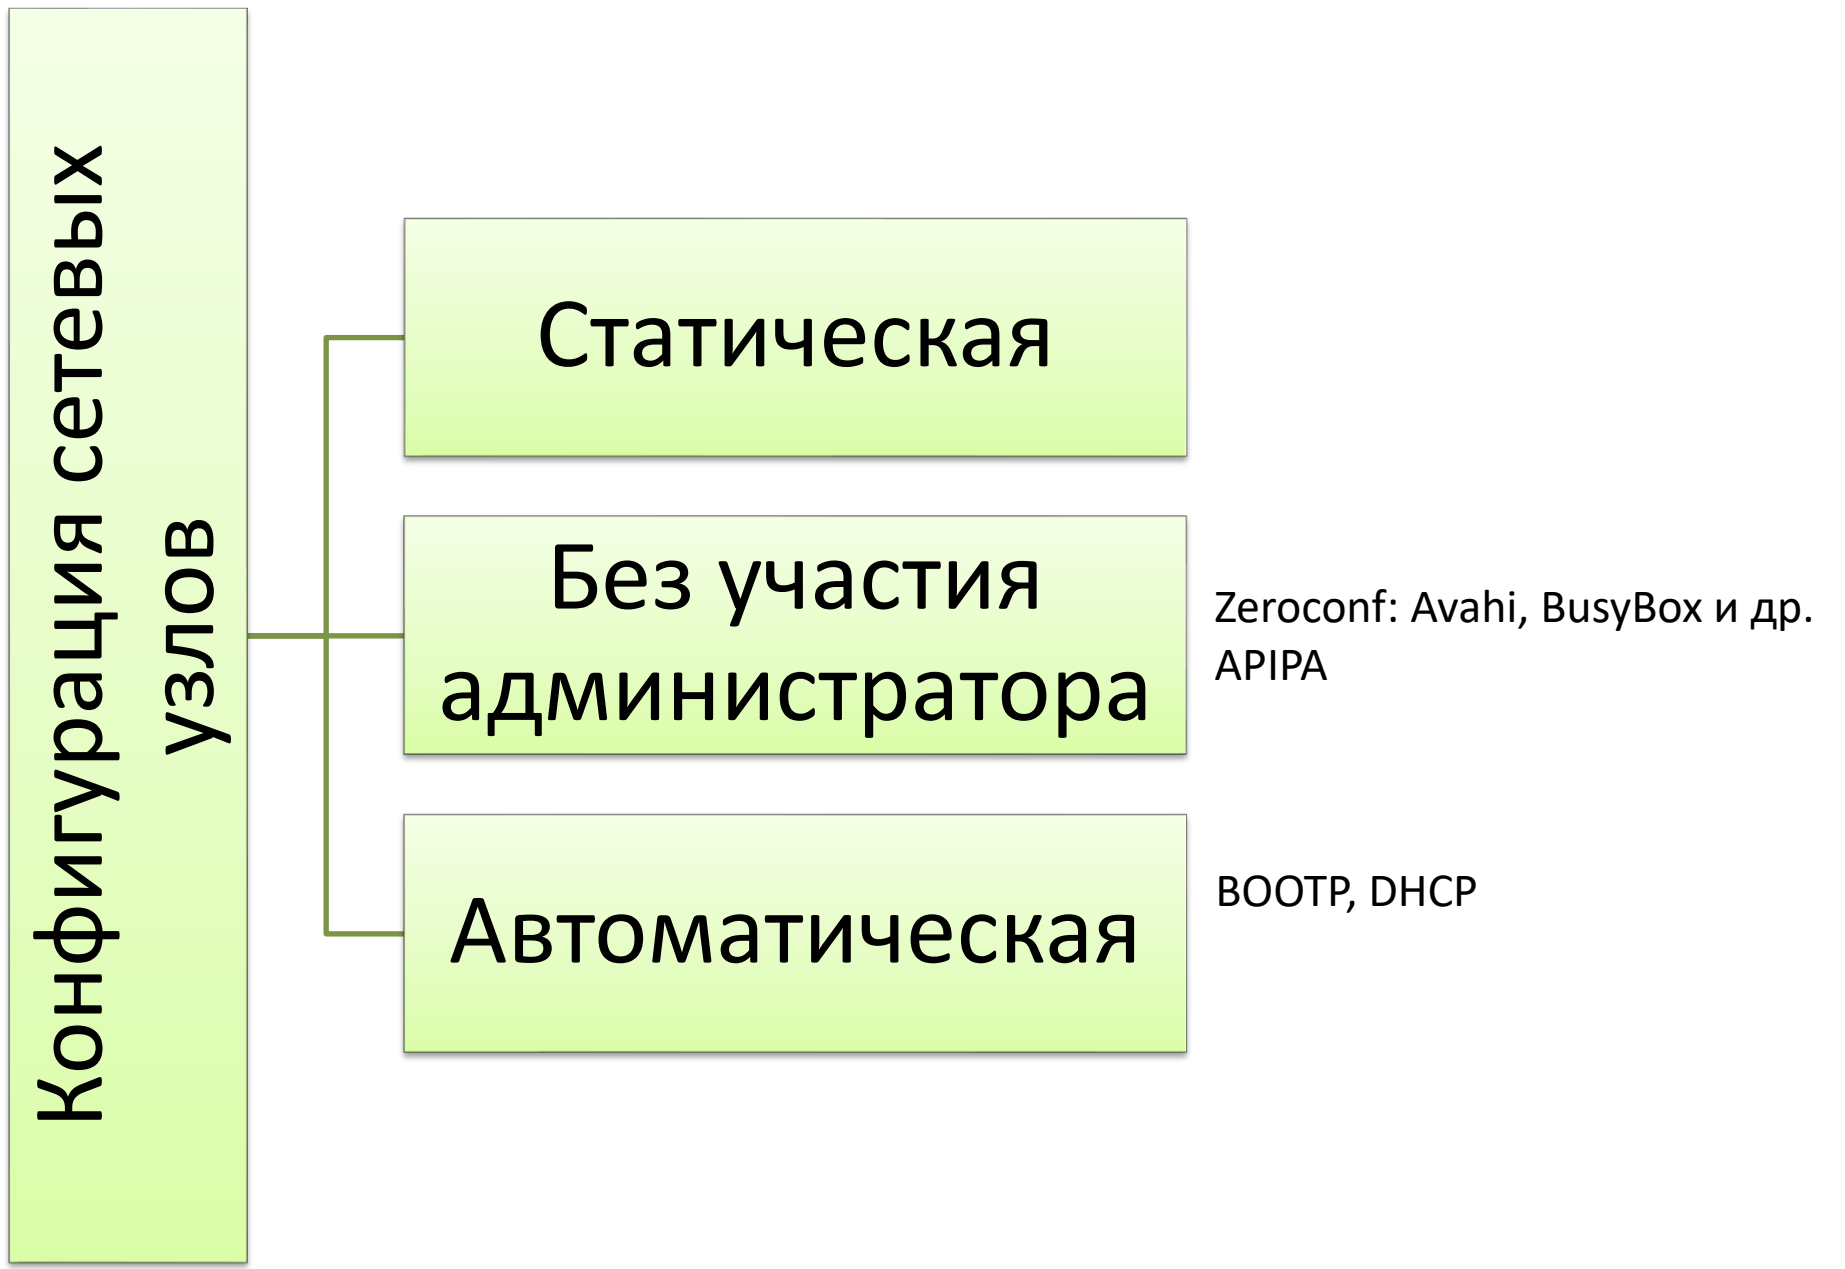 Конфигурация сетевых
узлов
Статическая
Без участия
администратора
Zeroconf: Avahi, BusyBox и др.
APIPA
Автоматическая
BOOTP, DHCP